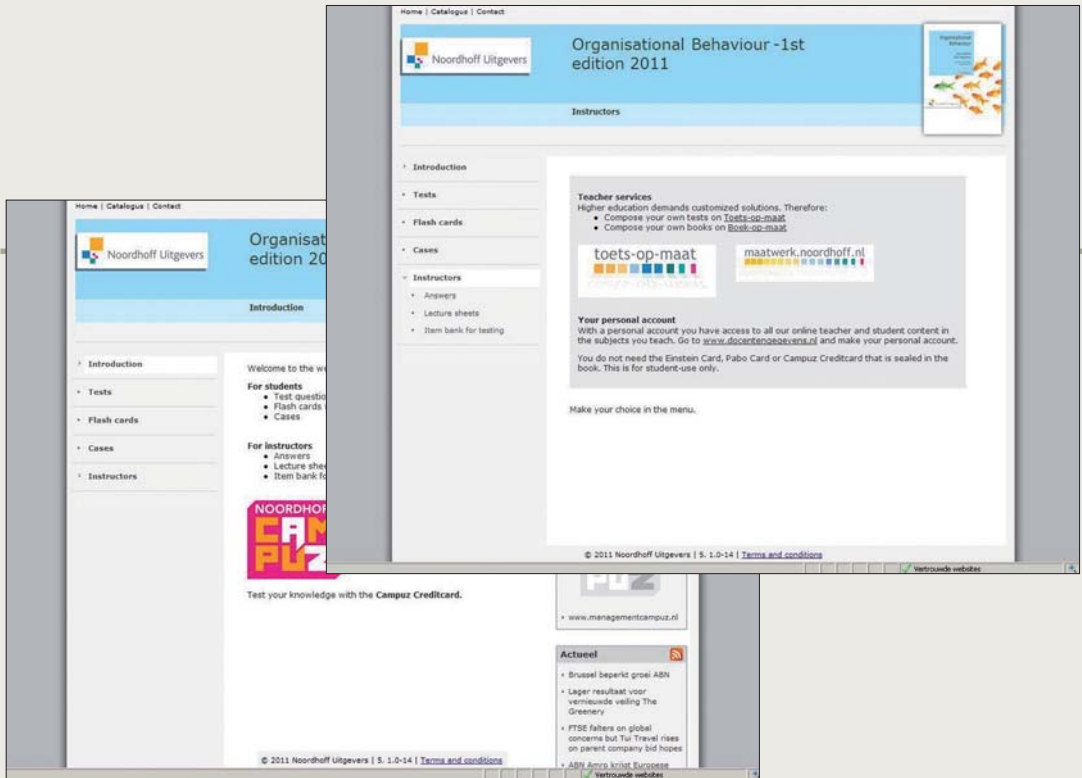 Home | Catalogus | Contact
Noordhoff Uitgevers
Organisational Behaviour -1st
edition 2011
Organisational
Behaviour
Instructors
Introduction
Tests
Flash cards
Cases
Instructors
Answers
Lecture sheets
Item bank for testing
Teacher services
Higher education demands customized solutions. Therefore:
Compose your own tests on Toets-op-maat
Compose your own books on Boek-op-maat
toets-op-maat
maatwerk.noordhoff.nl
Your personal account
With a personal account you have access to all our online teacher and student content in
the subjects you teach. Go to www.docentengegevens.nl and make your personal account.
You do not need the Einstein Card, Pabo Card or Campuz Creditcard that is sealed in the
book. This is for student-use only.
Make your choice in the menu.
© 2011 Noordhoff Uitgevers | 5. 1.0-14 | Terms and conditions
Vertrouwde websites
Home | Catalogus | Contact
Noordhoff Uitgevers
Organisat
edition 20
Introduction
Introduction
Tests
Flash cards
Cases
Instructors
Welcome to the we
For students
Test questio
Flash cards
Cases
For instructors
Answers
Lecture shee
Item bank fo
NOORDHOF
CAM
PUZ
Test your knowledge with the Campuz Creditcard.
PUZ
www.managementcampuz.nl
Actueel
Brussel beperkt groei ABN
Lager resultaat voor
vernieuwde veiling The
Greenery
FTSE falters on global
concerns but Tui Travel rises
on parent company bid hopes
ABN Amro krijgt Europese
© 2011 Noordhoff Uitgevers | 5. 1.0-14 | Terms and conditions
Vertrouwde websites